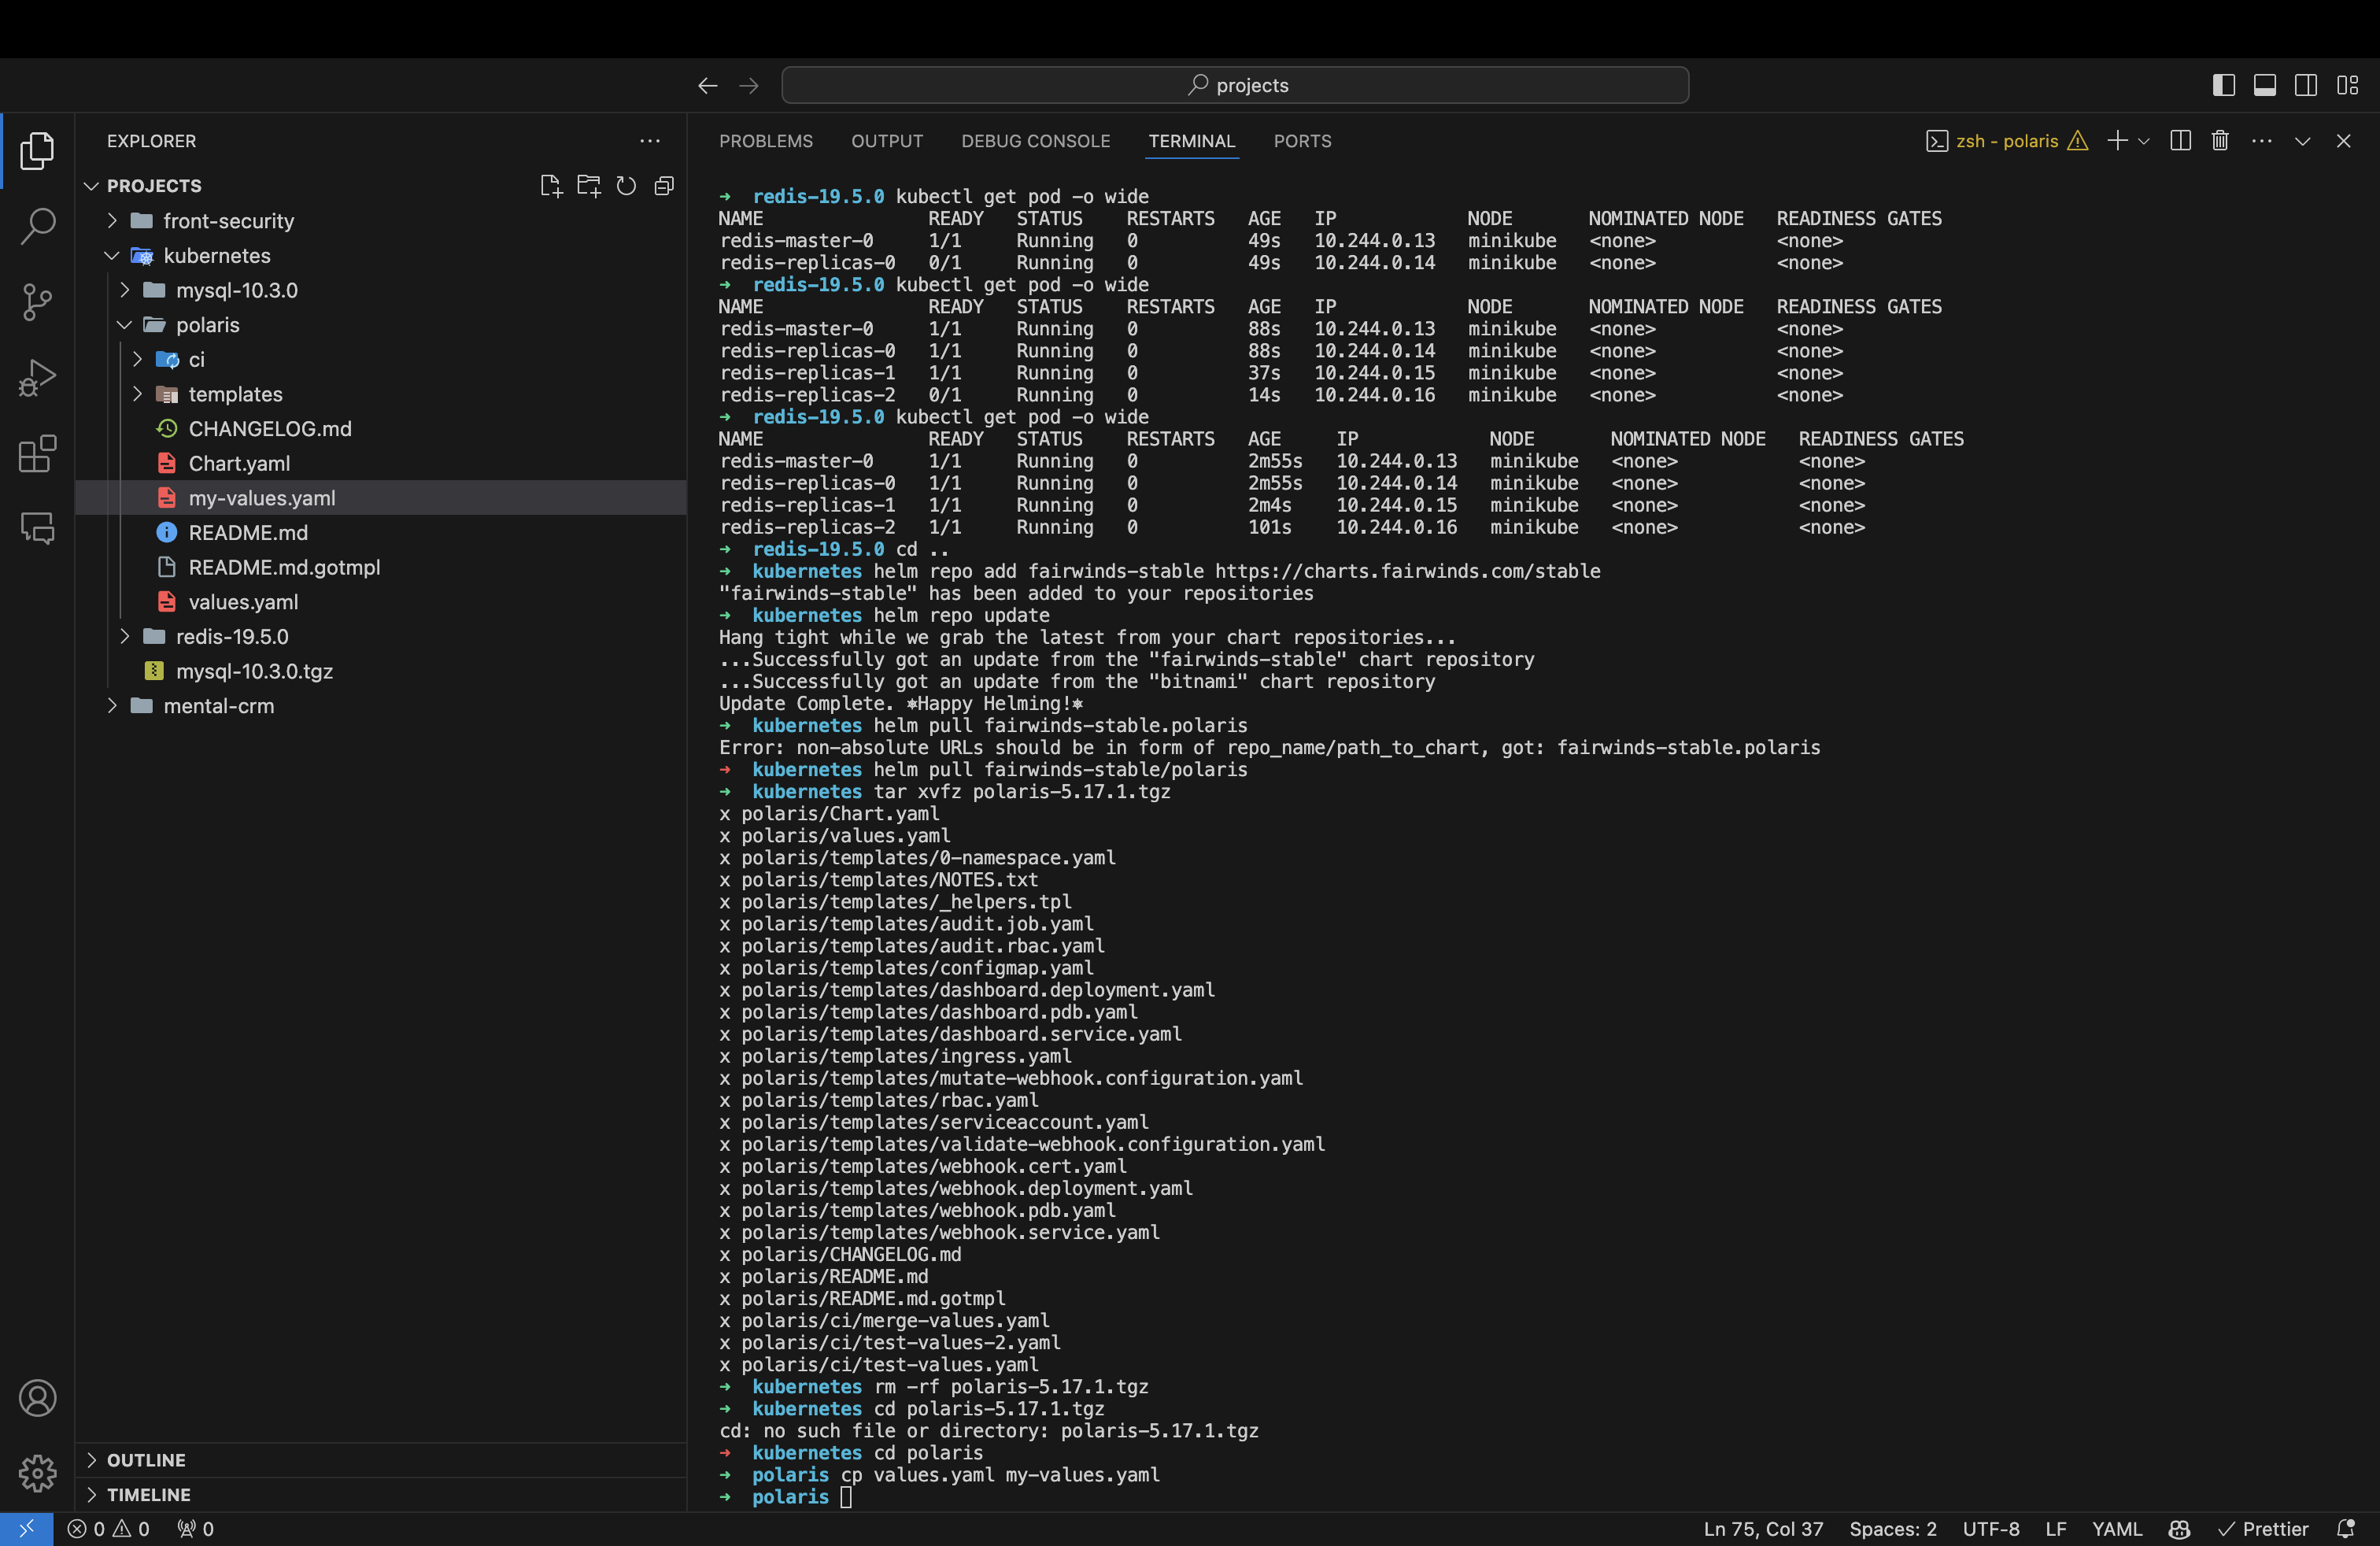 projects
EXPLORER
PROJECTS
front-security
kubernetes
mysql-10.3.0
polaris
ci
templates
CHANGELOG.md
Chart.yaml
my-values.yaml
README.md
README.md.gotmpl
values.yaml
redis-19.5.0
mysql-10.3.0.tgz
mental-crm
OUTLINE
TIMELINE
PROBLEMS OUTPUT DEBUG CONSOLE TERMINAL PORTS
zsh - polaris
➜ redis-19.5.0 kubectl get pod -o wide
NAME READY STATUS RESTARTS AGE IP NODE NOMINATED NODE READINESS GATES
redis-master-0 1/1 Running 0 49s 10.244.0.13 minikube <none> <none>
redis-replicas-0 0/1 Running 0 49s 10.244.0.14 minikube <none> <none>
➜ redis-19.5.0 kubectl get pod -o wide
NAME READY STATUS RESTARTS AGE IP NODE NOMINATED NODE READINESS GATES
redis-master-0 1/1 Running 0 88s 10.244.0.13 minikube <none> <none>
redis-replicas-0 1/1 Running 0 88s 10.244.0.14 minikube <none> <none>
redis-replicas-1 1/1 Running 0 37s 10.244.0.15 minikube <none> <none>
redis-replicas-2 0/1 Running 0 14s 10.244.0.16 minikube <none> <none>
➜ redis-19.5.0 kubectl get pod -o wide
NAME READY STATUS RESTARTS AGE IP NODE NOMINATED NODE READINESS GATES
redis-master-0 1/1 Running 0 2m55s 10.244.0.13 minikube <none> <none>
redis-replicas-0 1/1 Running 0 2m55s 10.244.0.14 minikube <none> <none>
redis-replicas-1 1/1 Running 0 2m4s 10.244.0.15 minikube <none> <none>
redis-replicas-2 1/1 Running 0 101s 10.244.0.16 minikube <none> <none>
➜ redis-19.5.0 cd ..
➜ kubernetes helm repo add fairwinds-stable https://charts.fairwinds.com/stable
"fairwinds-stable" has been added to your repositories
➜ kubernetes helm repo update
Hang tight while we grab the latest from your chart repositories...
...Successfully got an update from the "fairwinds-stable" chart repository
...Successfully got an update from the "bitnami" chart repository
Update Complete. ⎈Happy Helming!⎈
➜ kubernetes helm pull fairwinds-stable.polaris
Error: non-absolute URLs should be in form of repo_name/path_to_chart, got: fairwinds-stable.polaris
➜ kubernetes helm pull fairwinds-stable/polaris
➜ kubernetes tar xvfz polaris-5.17.1.tgz
x polaris/Chart.yaml
x polaris/values.yaml
x polaris/templates/0-namespace.yaml
x polaris/templates/NOTES.txt
x polaris/templates/_helpers.tpl
x polaris/templates/audit.job.yaml
x polaris/templates/audit.rbac.yaml
x polaris/templates/configmap.yaml
x polaris/templates/dashboard.deployment.yaml
x polaris/templates/dashboard.pdb.yaml
x polaris/templates/dashboard.service.yaml
x polaris/templates/ingress.yaml
x polaris/templates/mutate-webhook.configuration.yaml
x polaris/templates/rbac.yaml
x polaris/templates/serviceaccount.yaml
x polaris/templates/validate-webhook.configuration.yaml
x polaris/templates/webhook.cert.yaml
x polaris/templates/webhook.deployment.yaml
x polaris/templates/webhook.pdb.yaml
x polaris/templates/webhook.service.yaml
x polaris/CHANGELOG.md
x polaris/README.md
x polaris/README.md.gotmpl
x polaris/ci/merge-values.yaml
x polaris/ci/test-values-2.yaml
x polaris/ci/test-values.yaml
➜ kubernetes rm -rf polaris-5.17.1.tgz
➜ kubernetes cd polaris-5.17.1.tgz
cd: no such file or directory: polaris-5.17.1.tgz
➜ kubernetes cd polaris
➜ polaris cp values.yaml my-values.yaml
➜ polaris
0 0 0
Ln 75, Col 37 Spaces: 2 UTF-8 LF YAML Prettier